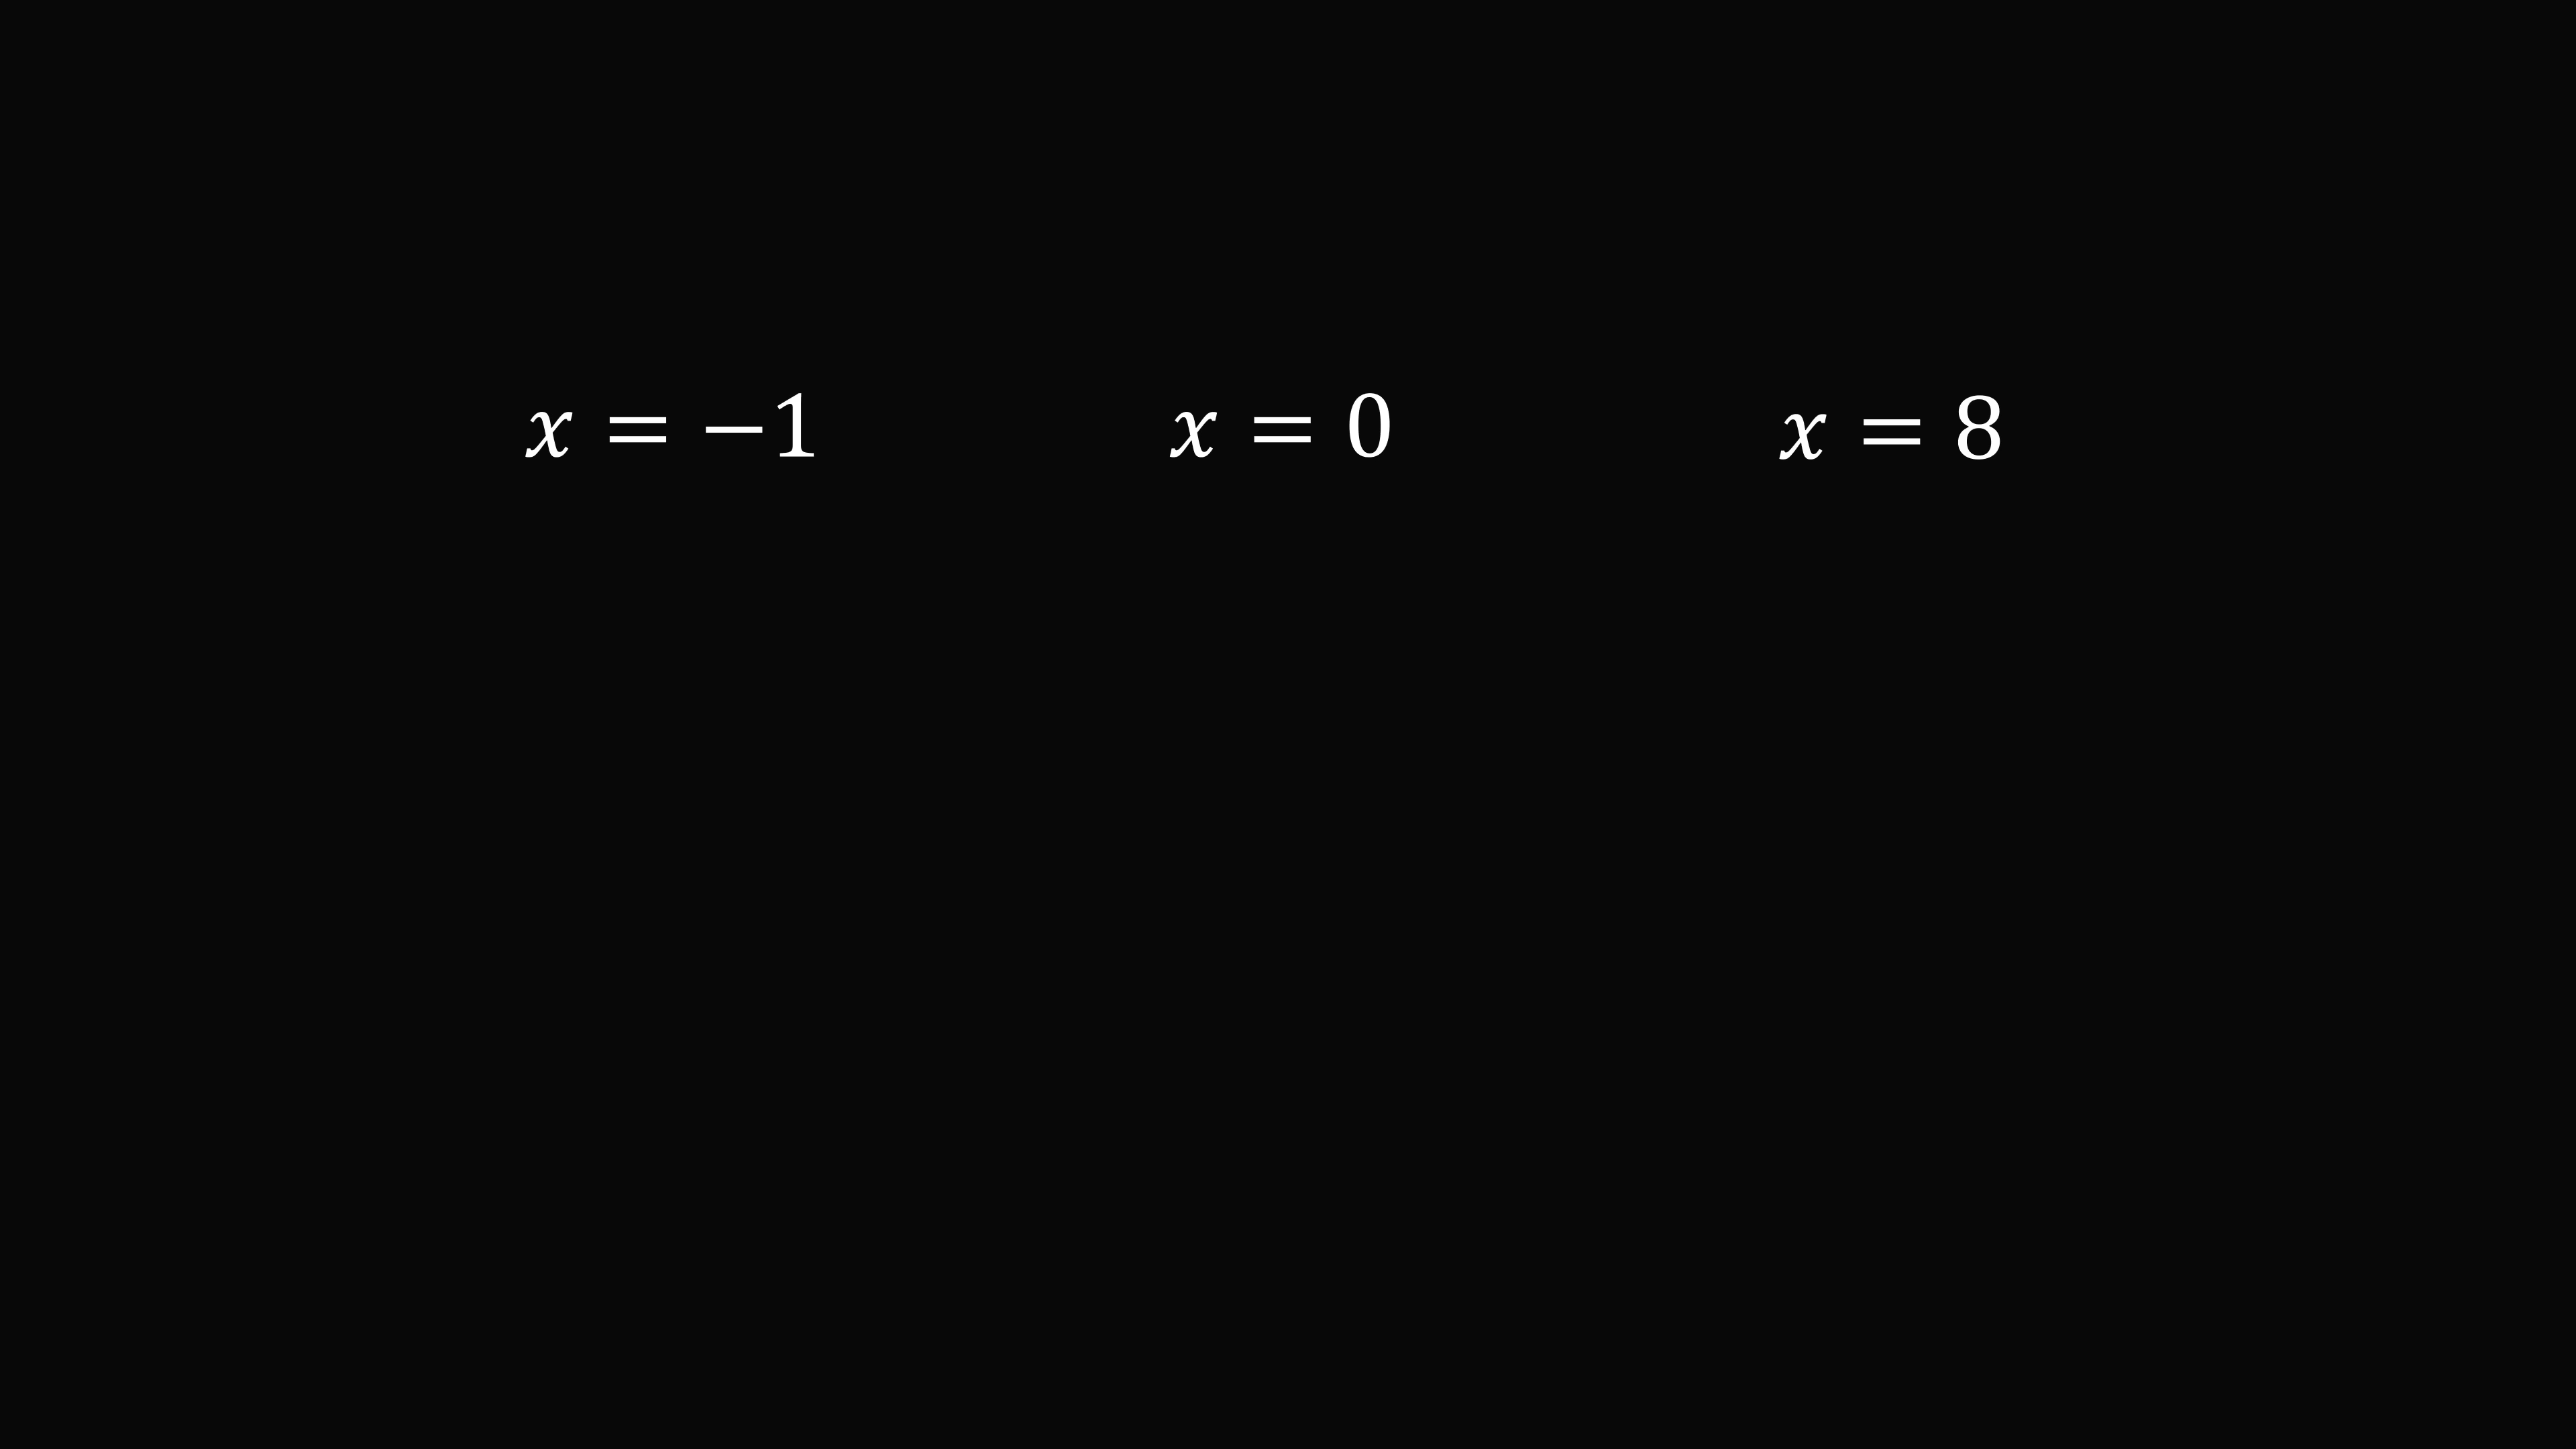 x = −1 x = 0 x = 8